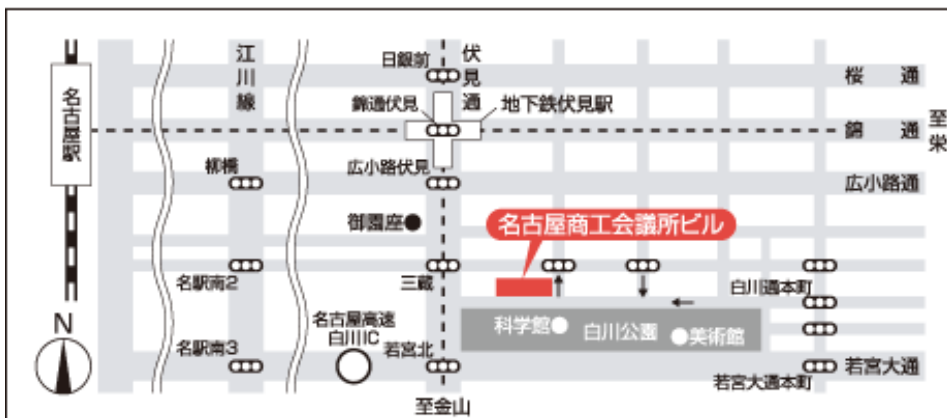 江川線
日銀前
伏見通
桜通
名古屋駅
錦通伏見
地下鉄伏見駅
錦通
至栄
柳橋
広小路伏見
広小路通
御園座
名古屋商工会議所ビル
名駅南2
三蔵
白川通本町
N
名古屋高速
白川IC
科学館
白川公園
美術館
名駅南3
若宮北
若宮大通
若宮大通本町
至金山